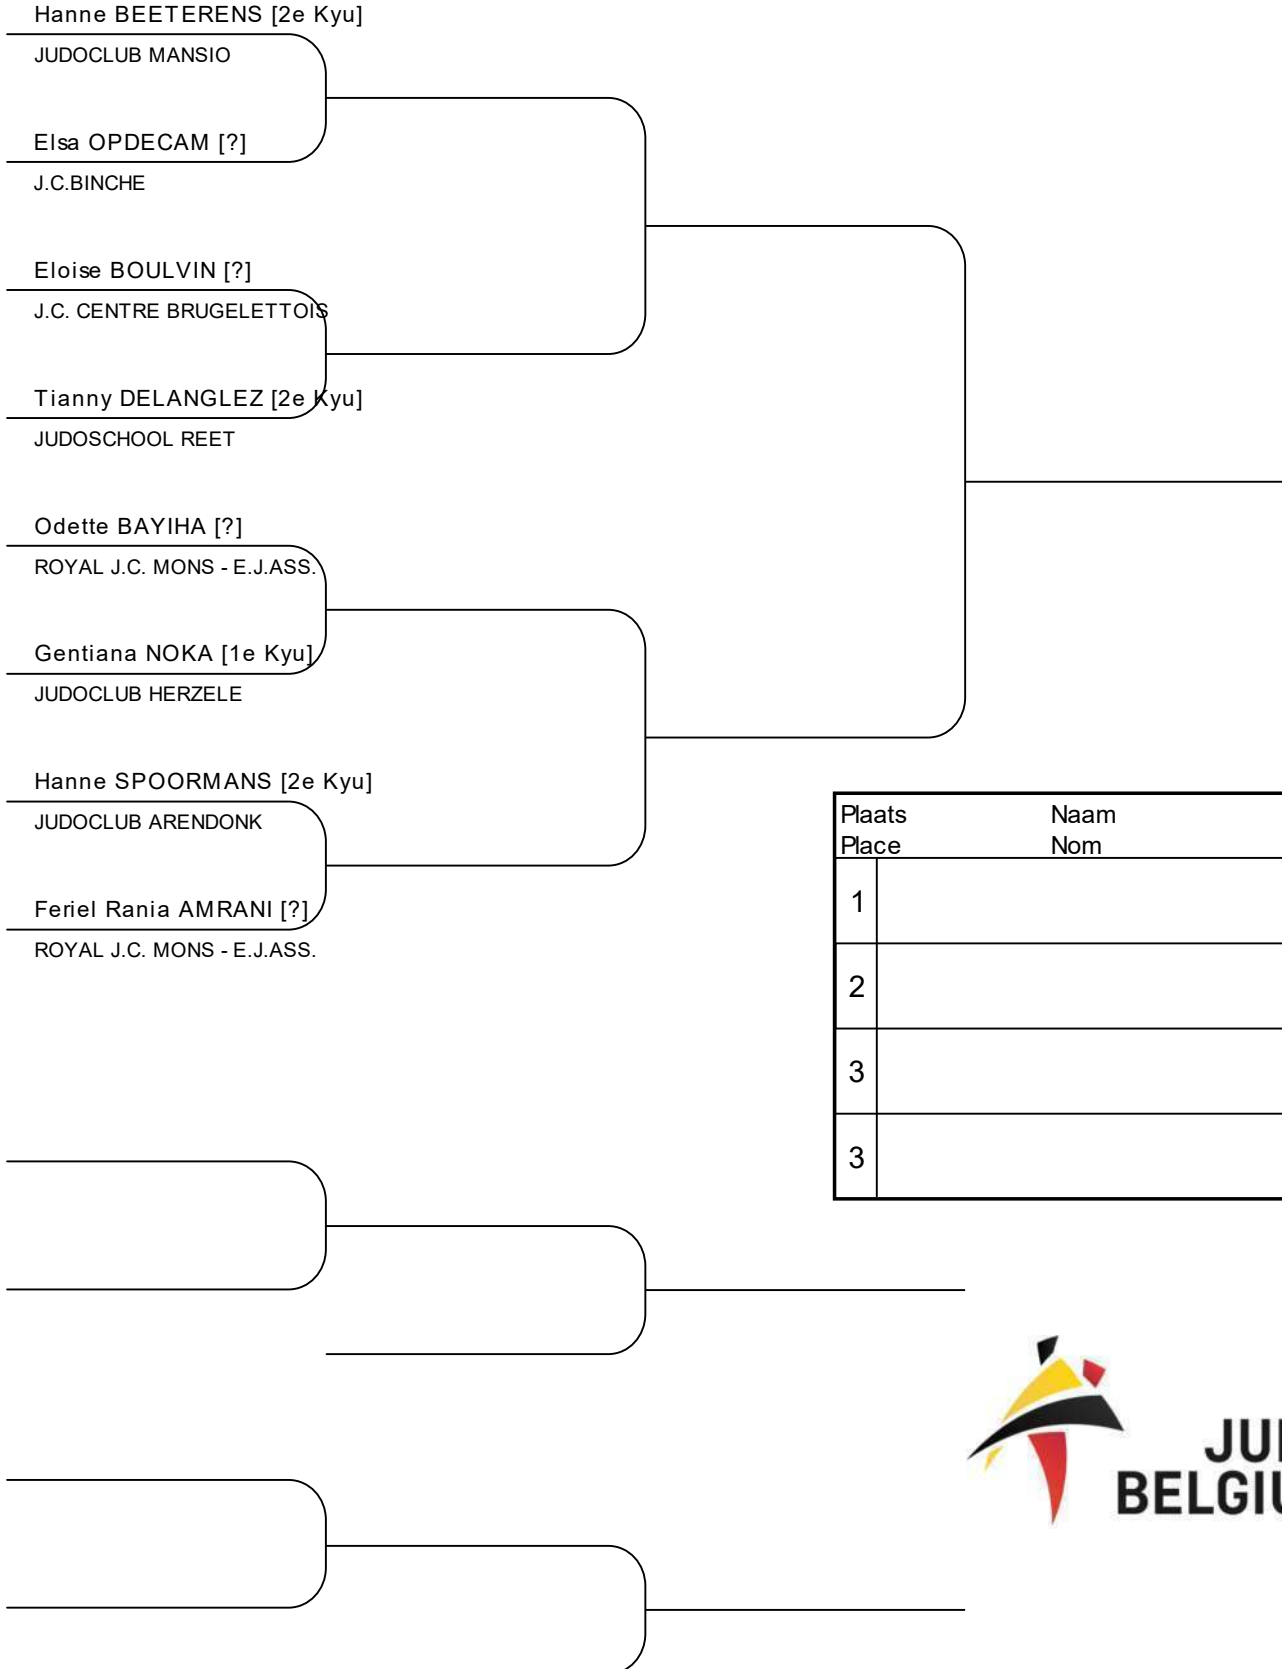 Hanne BEETERENS [2e Kyu]
JUDOCLUB MANSIO
Elsa OPDECAM [?]
J.C.BINCHE
Eloise BOULVIN [?]
J.C. CENTRE BRUGELETTOIS
Tianny DELANGLEZ [2e Kyu]
JUDOSCHOOL REET
Odette BAYIHA [?]
ROYAL J.C. MONS - E.J.ASS.
Gentiana NOKA [1e Kyu]
JUDOCLUB HERZELE
Hanne SPOORMANS [2e Kyu]
JUDOCLUB ARENDONK
Feriel Rania AMRANI [?]
ROYAL J.C. MONS - E.J.ASS.
Plaats Naam
Place Nom
1
2
3
3